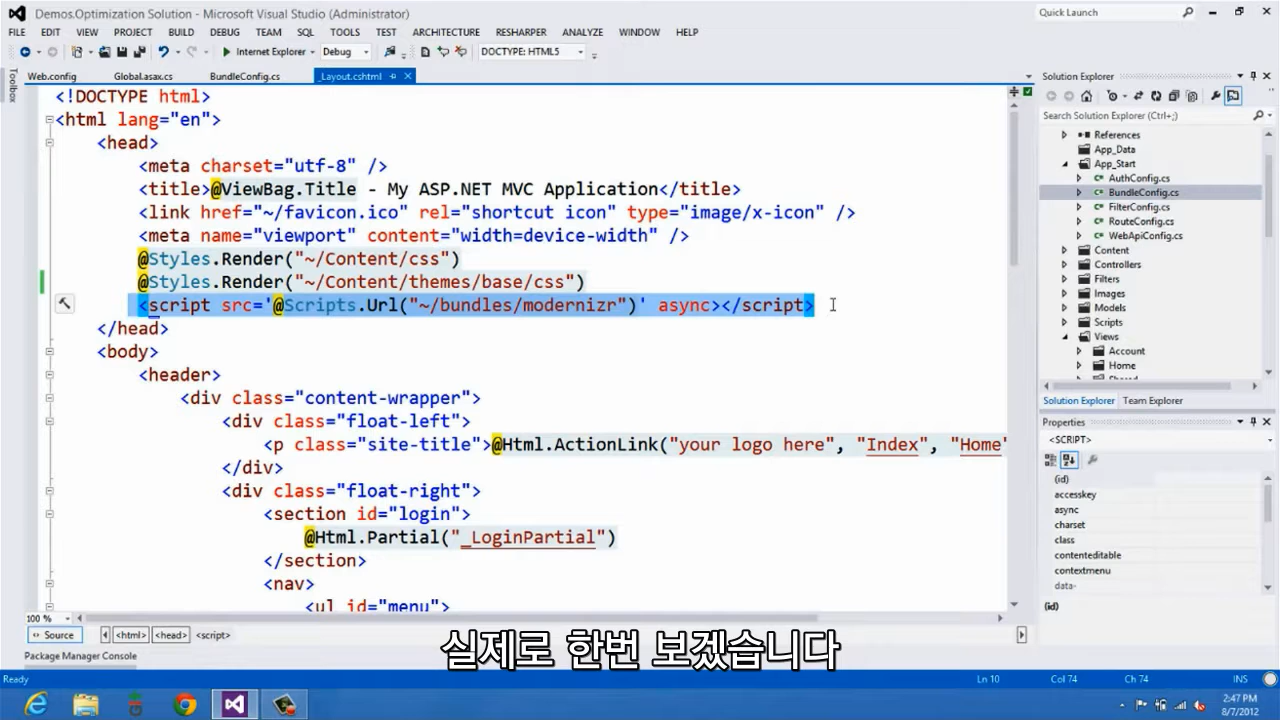 Demos.Optimization Solution - Microsoft Visual Studio (Administrator)
Quick Launch
FILE EDIT VIEW PROJECT BUILD DEBUG TEAM SQL TOOLS TEST ARCHITECTURE RESHARPER ANALYZE WINDOW HELP
Internet Explorer Debug DOCTYPE: HTML5
Toolbox
Web.config Global.asax.cs BundleConfig.cs _Layout.cshtml
<!DOCTYPE html>
<html lang="en">
<head>
<meta charset="utf-8" />
<title>@ViewBag.Title - My ASP.NET MVC Application</title>
<link href="~/favicon.ico" rel="shortcut icon" type="image/x-icon" />
<meta name="viewport" content="width=device-width" />
@Styles.Render("~/Content/css")
@Styles.Render("~/Content/themes/base/css")
<script src='@Scripts.Url("~/bundles/modernizr")' async></script>
</head>
<body>
<header>
<div class="content-wrapper">
<div class="float-left">
<p class="site-title">@Html.ActionLink("your logo here", "Index", "Home"
</div>
<div class="float-right">
<section id="login">
@Html.Partial("_LoginPartial")
</section>
<nav>
<ul id="menu">
100 %
Source <html> <head> <script>
Package Manager Console
Solution Explorer
Search Solution Explorer (Ctrl+;)
References
App_Data
App_Start
AuthConfig.cs
BundleConfig.cs
FilterConfig.cs
RouteConfig.cs
WebApiConfig.cs
Content
Controllers
Filters
Images
Models
Scripts
Views
Account
Home
Shared
Solution Explorer Team Explorer
Properties
<SCRIPT>
(id)
accesskey
async
charset
class
contenteditable
contextmenu
data-
(id)
실제로 한번 보겠습니다
Ready Ln 10 Col 74 Ch 74 INS
2:47 PM
8/7/2012